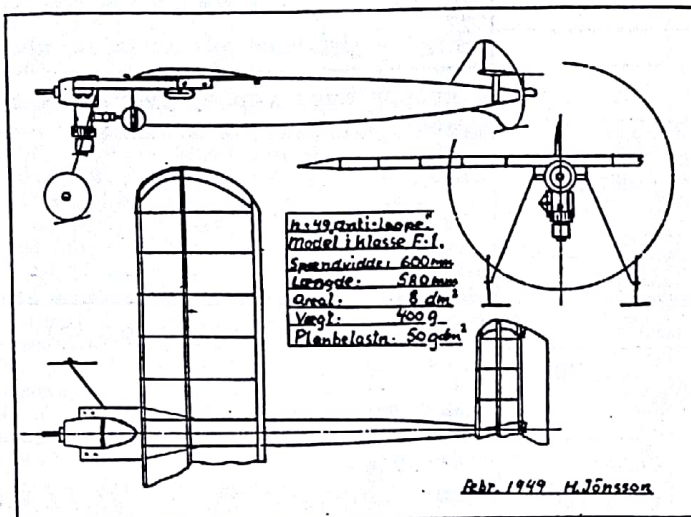 h.-49 "Anti-loope."
Model i klasse F-1.
Spændvidde: 600 mm
Længde: 580 mm
Areal: 8 dm²
Vægt: 400 g
Planbelastn. 50 g dm²
Febr. 1949 H. Jönsson